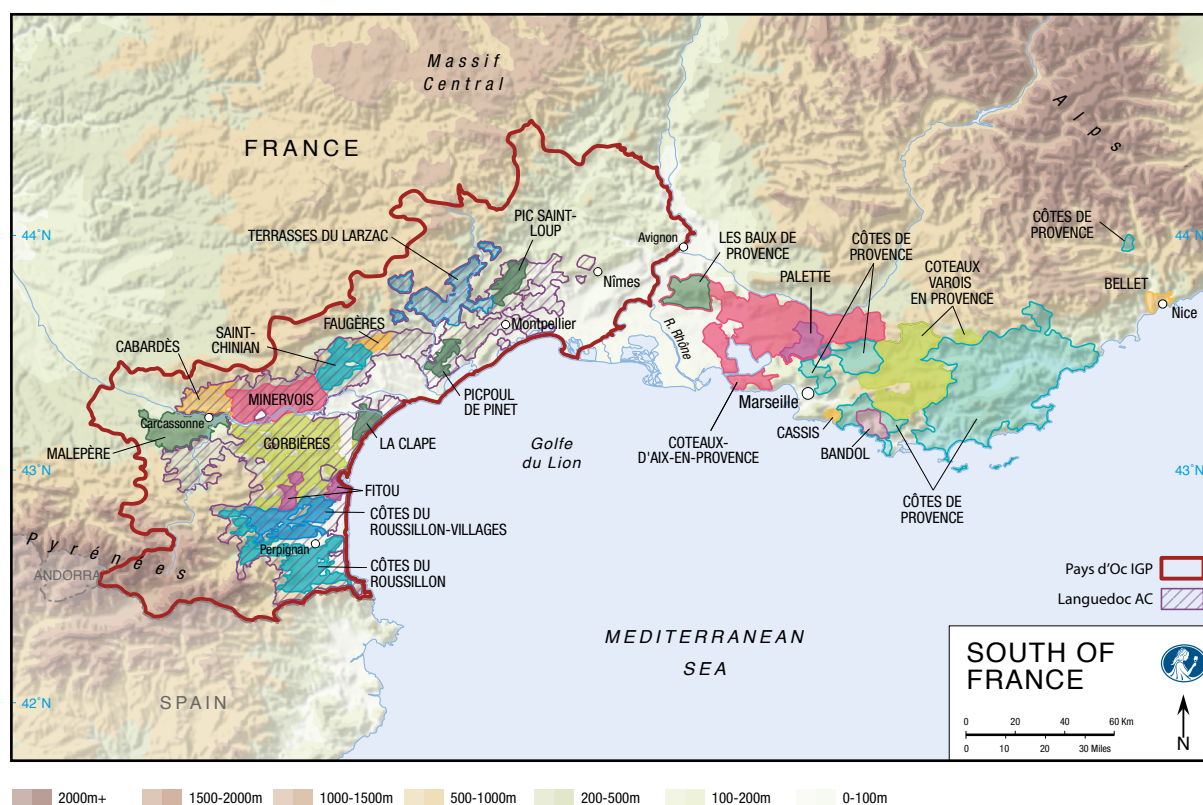 Massif
Central
FRANCE
Alps
PIC SAINT-
LOUP
TERRASSES DU LARZAC
CÔTES DE
PROVENCE
44°N
44°N
Avignon
LES BAUX DE
PROVENCE
CÔTES DE
PROVENCE
PALETTE
COTEAUX
VAROIS
EN PROVENCE
Nîmes
BELLET
Nice
FAUGÈRES
Montpellier
R. Rhône
SAINT-
CHINIAN
CABARDÈS
MINERVOIS
PICPOUL
DE PINET
Marseille
Carcassonne
MALEPÈRE
CORBIÈRES
LA CLAPE
Golfe
du Lion
COTEAUX-
D'AIX-EN-PROVENCE
CASSIS
BANDOL
43°N
43°N
FITOU
CÔTES DE
PROVENCE
CÔTES DU
ROUSSILLON-VILLAGES
Perpignan
Pyrénées
ANDORRA
CÔTES DU
ROUSSILLON
Pays d'Oc IGP
Languedoc AC
MEDITERRANEAN
SEA
SPAIN
42°N
SOUTH OF
FRANCE
0 20 40 60 Km
0 10 20 30 Miles
N
2000m+ 1500-2000m 1000-1500m 500-1000m 200-500m 100-200m 0-100m